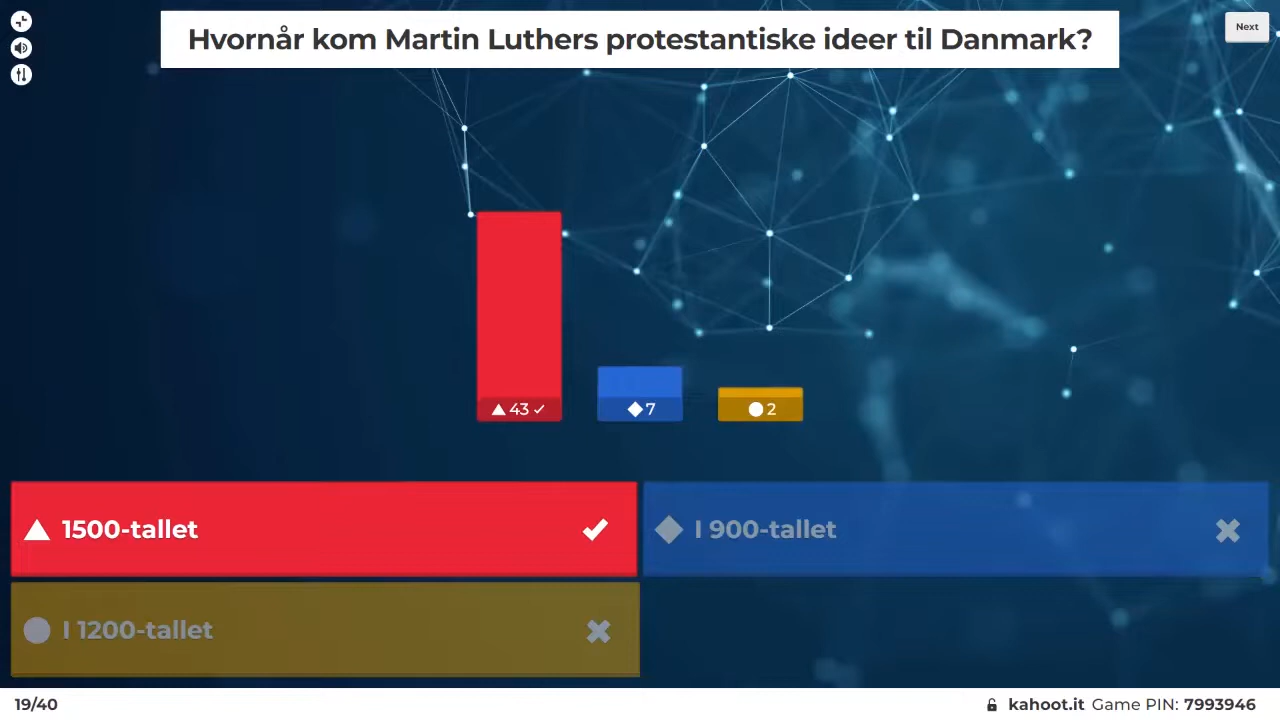 Hvornår kom Martin Luthers protestantiske ideer til Danmark?
Next
43
7
2
1500-tallet
I 900-tallet
I 1200-tallet
19/40
kahoot.it Game PIN: 7993946